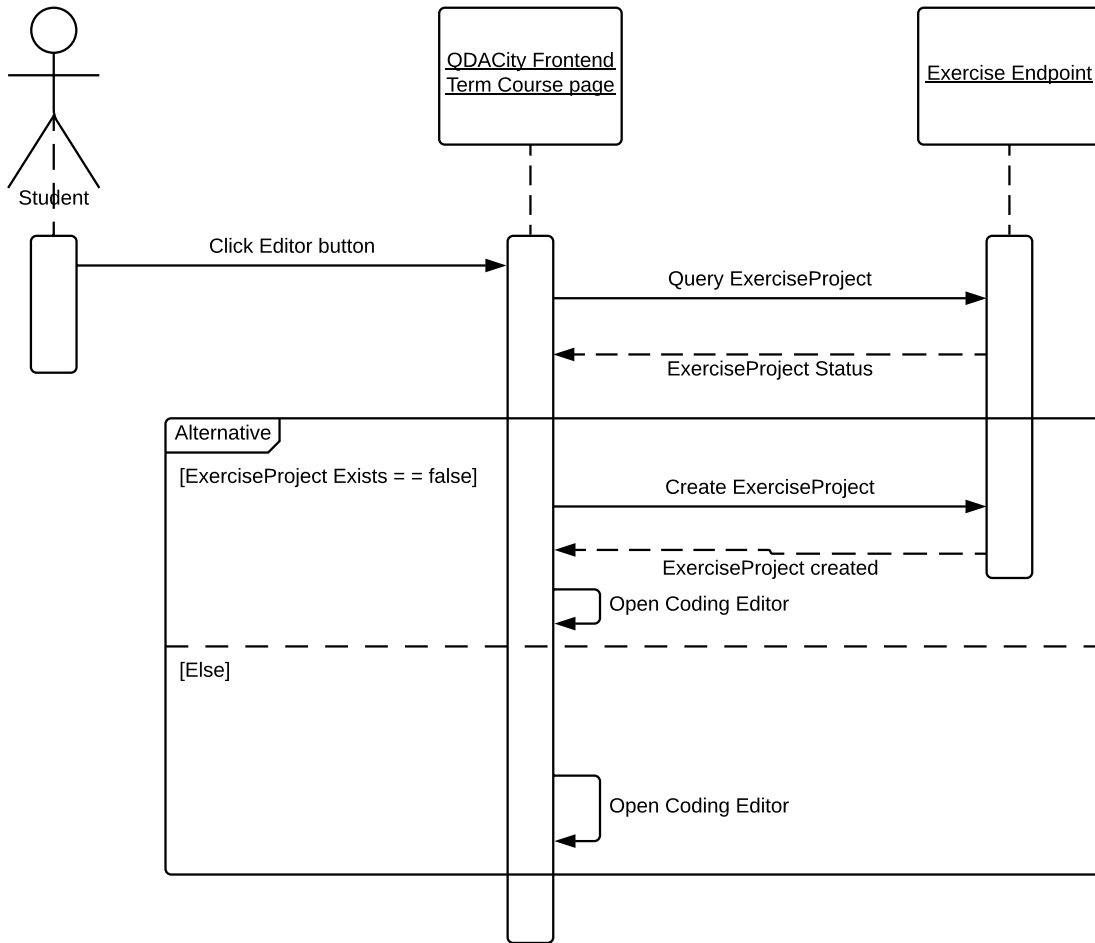 QDACity Frontend
Term Course page
Exercise Endpoint
Student
Click Editor button
Query ExerciseProject
ExerciseProject Status
Alternative
[ExerciseProject Exists = = false]
Create ExerciseProject
ExerciseProject created
Open Coding Editor
[Else]
Open Coding Editor